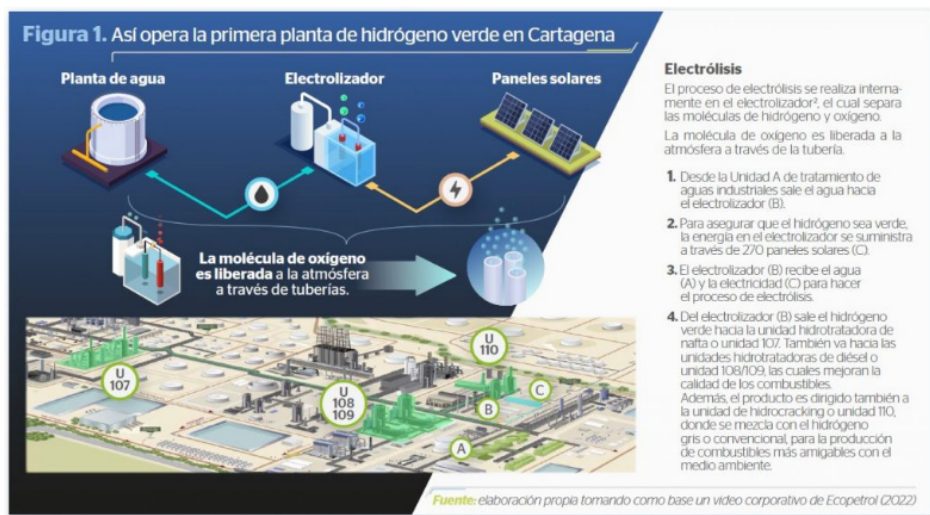 Figura 1. Así opera la primera planta de hidrógeno verde en Cartagena
Planta de agua
Electrolizador
Paneles solares
La molécula de oxígeno
es liberada a la atmósfera
a través de tuberías.
U
107
U
108
109
U
110
A
B
C
Electrólisis
El proceso de electrólisis se realiza interna-
mente en el electrolizador², el cual separa
las moléculas de hidrógeno y oxígeno.
La molécula de oxígeno es liberada a la
atmósfera a través de la tubería.
1. Desde la Unidad A de tratamiento de
aguas industriales sale el agua hacia
el electrolizador (B).
2. Para asegurar que el hidrógeno sea verde,
la energía en el electrolizador se suministra
a través de 270 paneles solares (C).
3. El electrolizador (B) recibe el agua
(A) y la electricidad (C) para hacer
el proceso de electrólisis.
4. Del electrolizador (B) sale el hidrógeno
verde hacia la unidad hidrotratadora de
nafta o unidad 107. También va hacia las
unidades hidrotratadoras de diésel o
unidad 108/109, las cuales mejoran la
calidad de los combustibles.
Además, el producto es dirigido también a
la unidad de hidrocracking o unidad 110,
donde se mezcla con el hidrógeno
gris o convencional, para la producción
de combustibles más amigables con el
medio ambiente.
Fuente: elaboración propia tomando como base un video corporativo de Ecopetrol (2022)